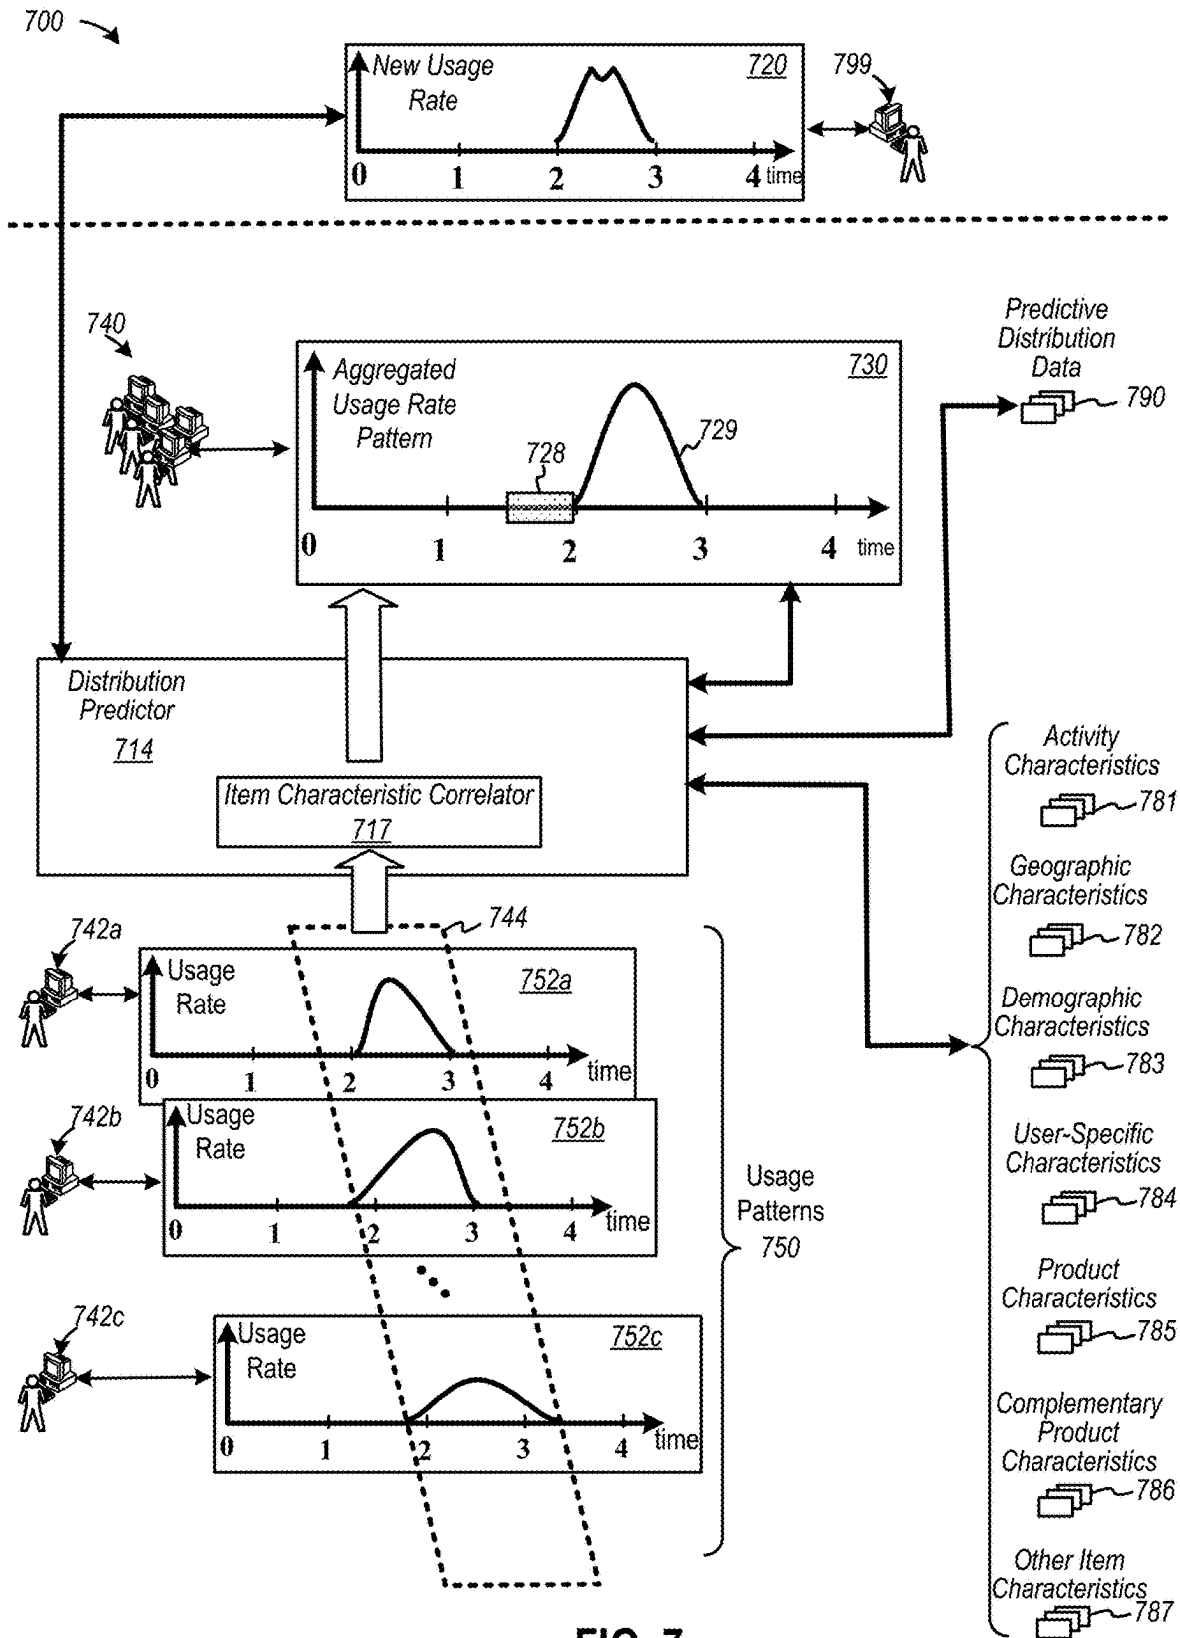 700
New Usage
Rate
720
799
0 1 2 3 4 time
740
Aggregated
Usage Rate
Pattern
730
728
729
0 1 2 3 4 time
Predictive
Distribution
Data
790
Distribution
Predictor
714
Item Characteristic Correlator
717
744
742a
Usage
Rate
752a
0 1 2 3 4 time
742b
Usage
Rate
752b
0 1 2 3 4 time
742c
Usage
Rate
752c
0 1 2 3 4 time
Usage
Patterns
750
Activity
Characteristics
781
Geographic
Characteristics
782
Demographic
Characteristics
783
User-Specific
Characteristics
784
Product
Characteristics
785
Complementary
Product
Characteristics
786
Other Item
Characteristics
787
FIG. 7